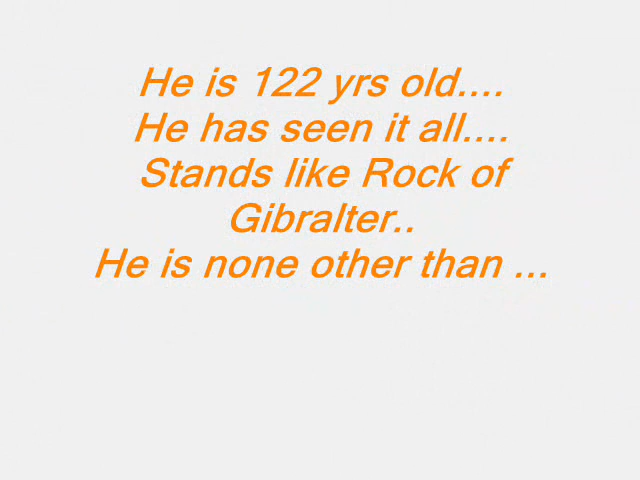 He is 122 yrs old....
He has seen it all....
Stands like Rock of
Gibralter..
He is none other than ...